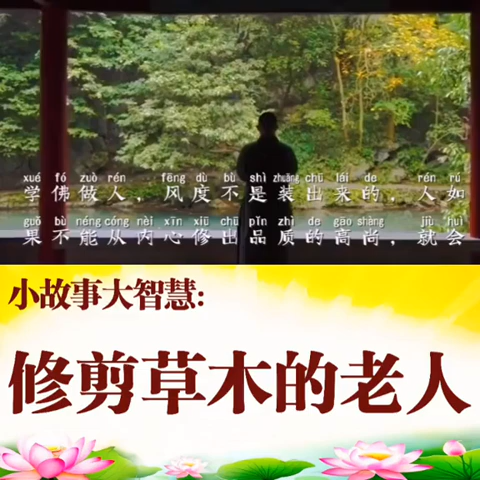 xué fó zuò rén fēng dù bù shì zhuāng chū lái de rén rú
学佛做人，风度不是装出来的，人如
guǒ bù néng cóng nèi xīn xiū chū pǐn zhì de gāo shàng jiù huì
果不能从内心修出品质的高尚，就会
小故事大智慧:
修剪草木的老人